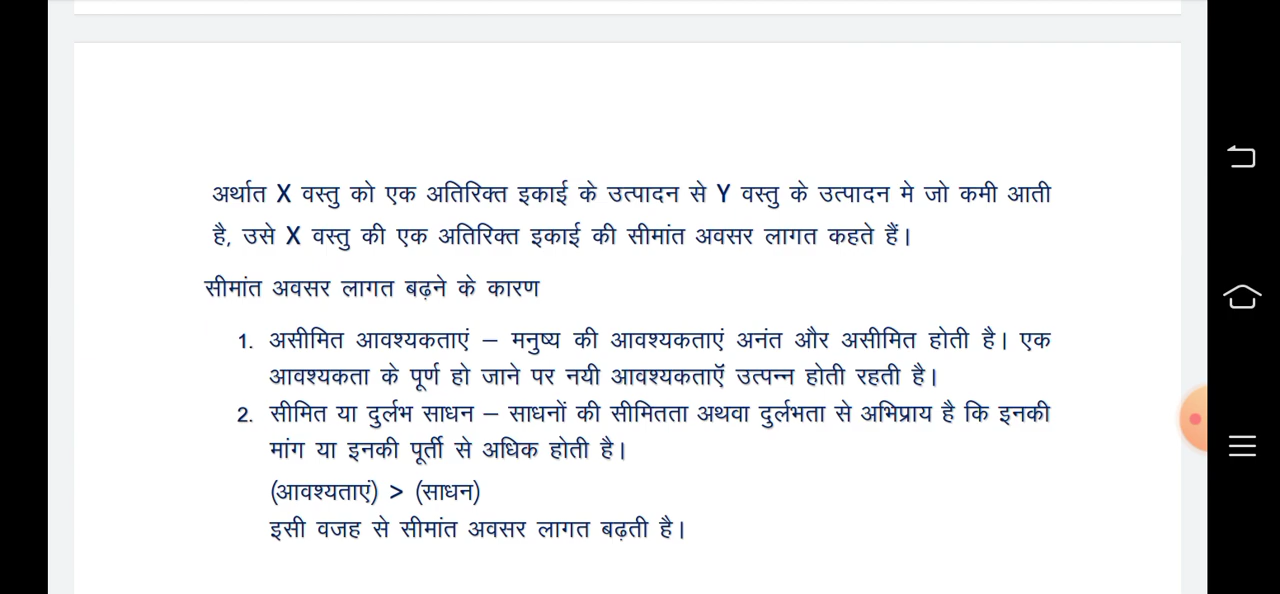 अर्थात X वस्तु को एक अतिरिक्त इकाई के उत्पादन से Y वस्तु के उत्पादन मे जो कमी आती
है, उसे X वस्तु की एक अतिरिक्त इकाई की सीमांत अवसर लागत कहते हैं।
सीमांत अवसर लागत बढ़ने के कारण
1. असीमित आवश्यकताएं – मनुष्य की आवश्यकताएं अनंत और असीमित होती है। एक
आवश्यकता के पूर्ण हो जाने पर नयी आवश्यकताऍ उत्पन्न होती रहती है।
2. सीमित या दुर्लभ साधन – साधनों की सीमितता अथवा दुर्लभता से अभिप्राय है कि इनकी
मांग या इनकी पूर्ती से अधिक होती है।
(आवश्यताएं) > (साधन)
इसी वजह से सीमांत अवसर लागत बढ़ती है।